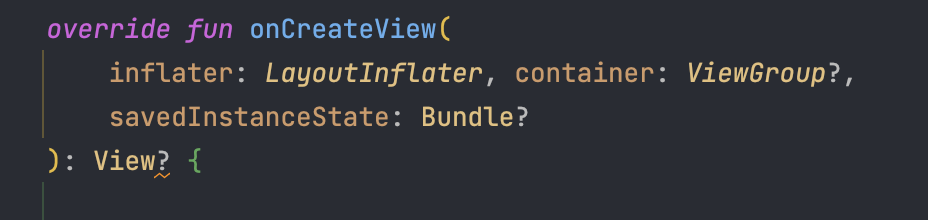 override fun onCreateView(
    inflater: LayoutInflater, container: ViewGroup?,
    savedInstanceState: Bundle?
): View? {